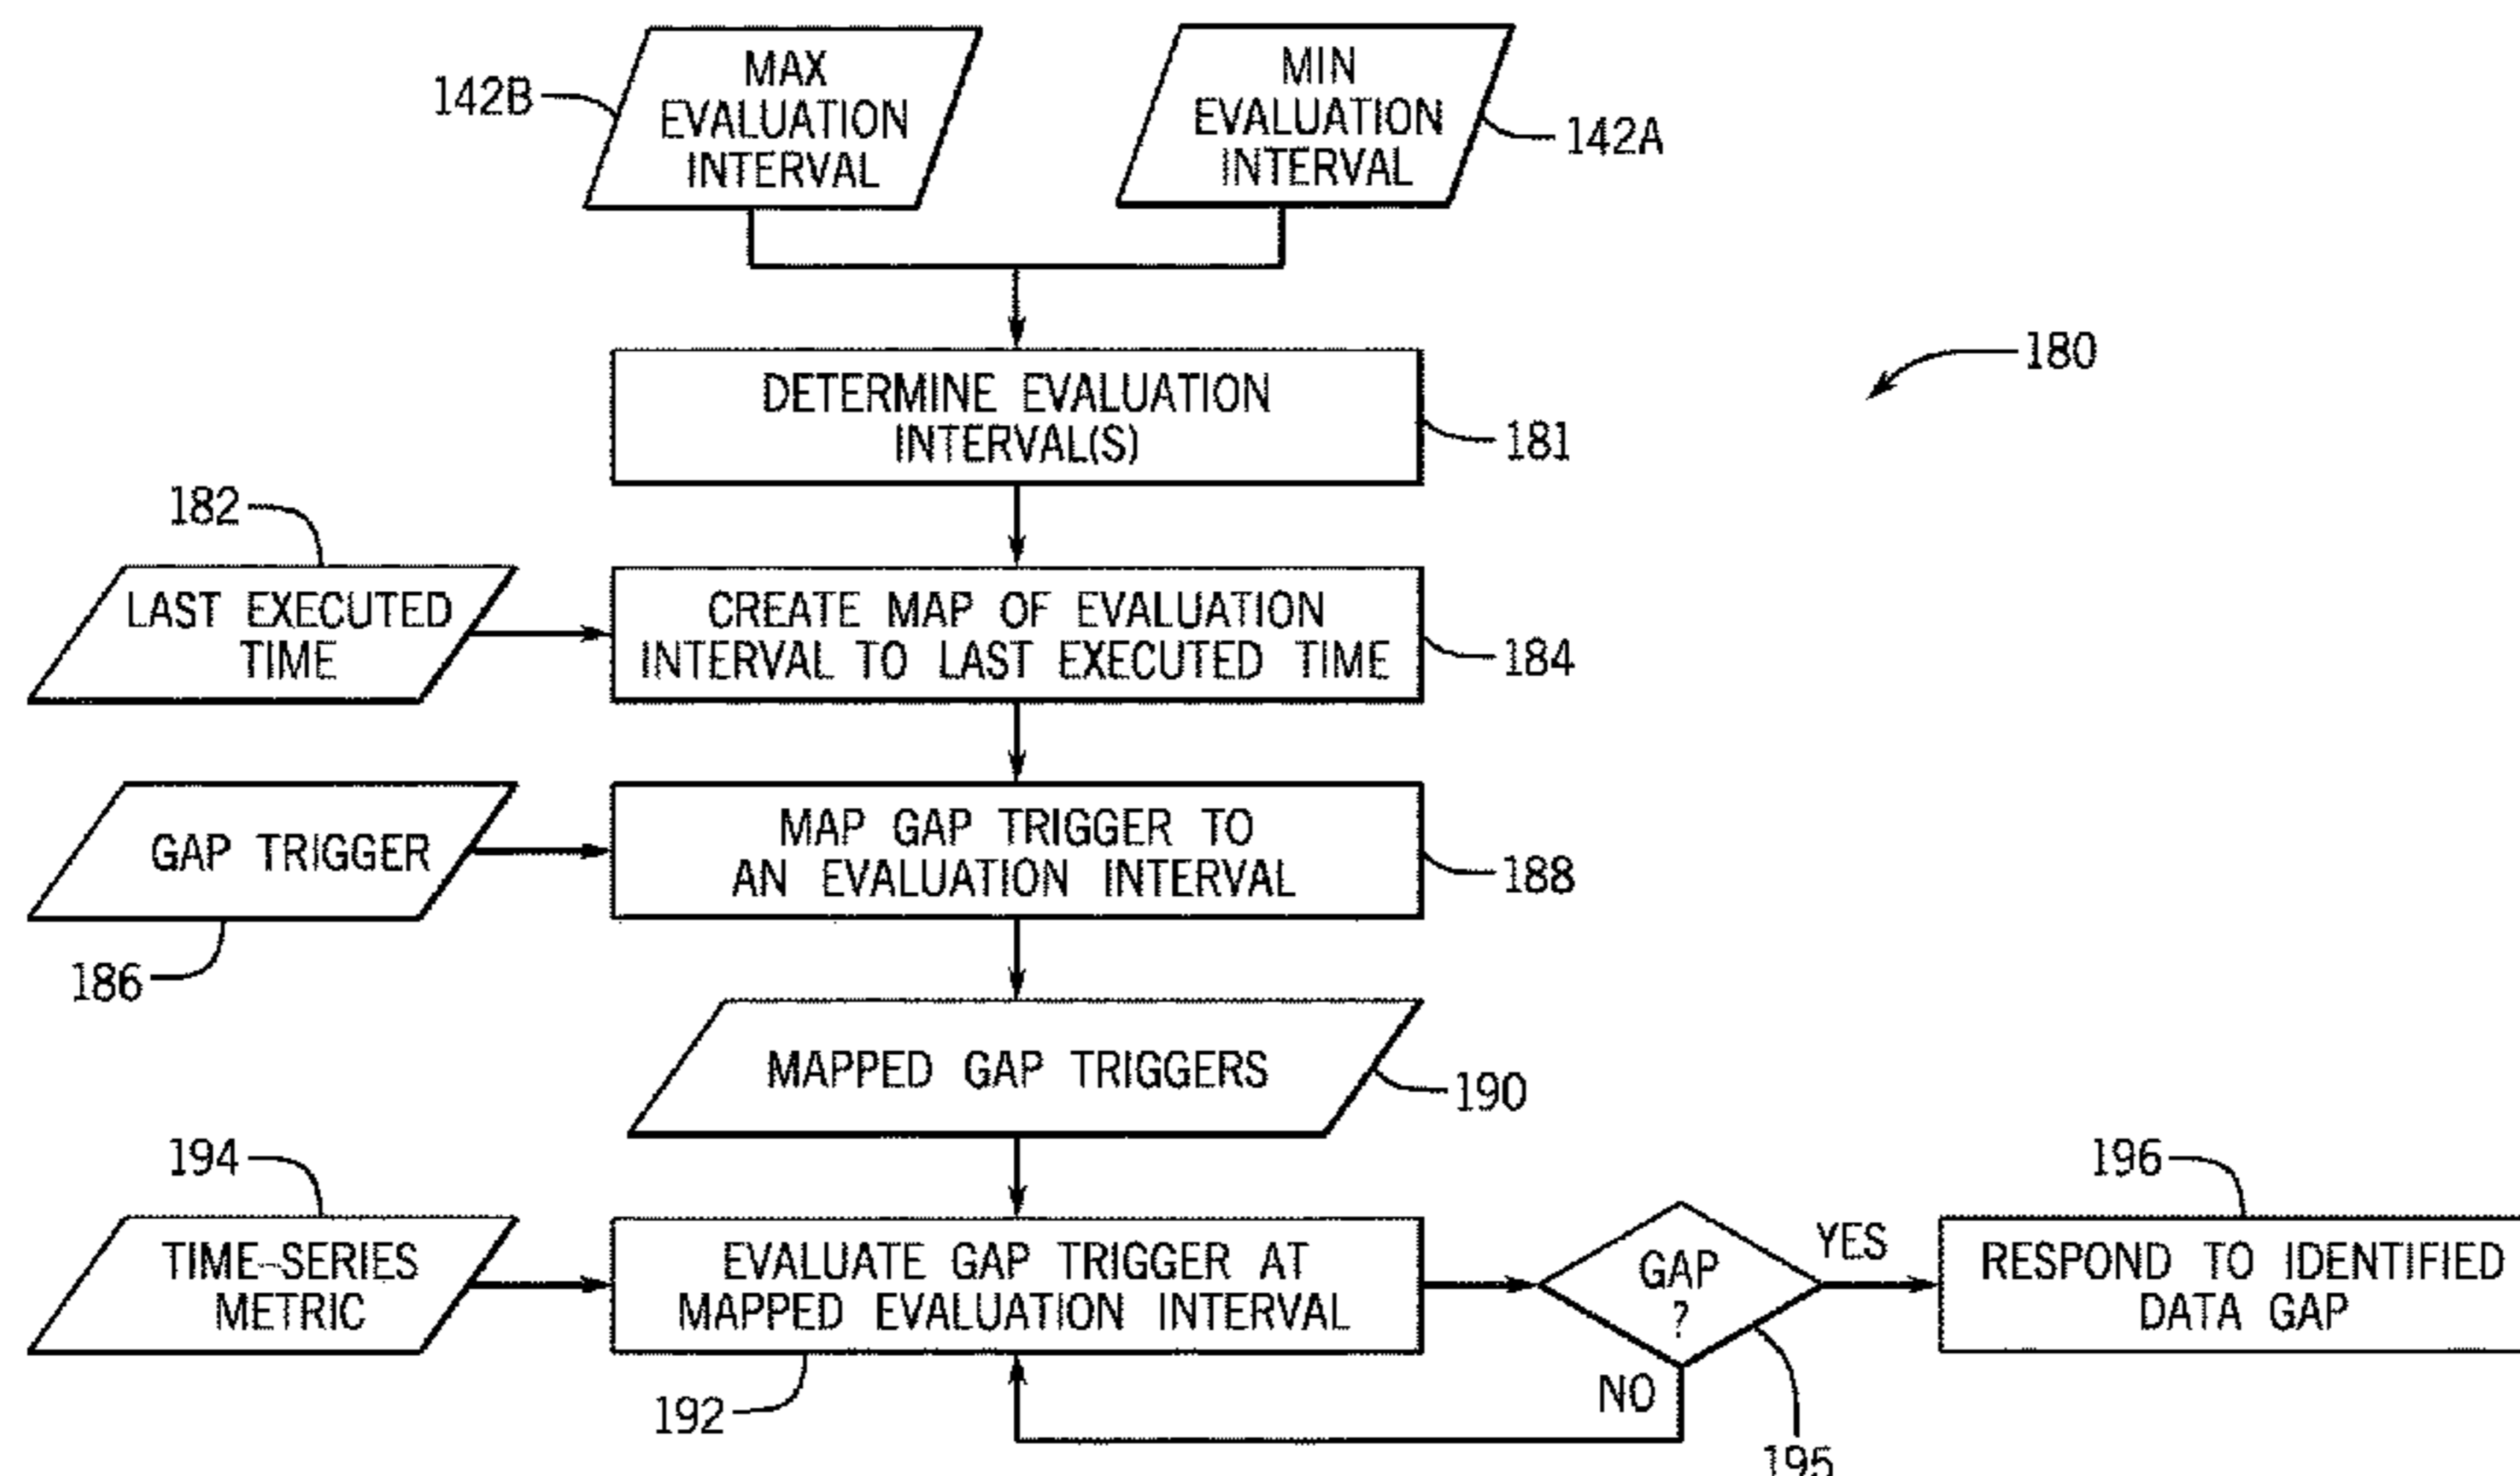 MAX
EVALUATION
INTERVAL
142B
MIN
EVALUATION
INTERVAL
142A
180
DETERMINE EVALUATION
INTERVAL(S)
181
182
LAST EXECUTED
TIME
CREATE MAP OF EVALUATION
INTERVAL TO LAST EXECUTED TIME
184
GAP TRIGGER
186
MAP GAP TRIGGER TO
AN EVALUATION INTERVAL
188
MAPPED GAP TRIGGERS
190
194
TIME-SERIES
METRIC
EVALUATE GAP TRIGGER AT
MAPPED EVALUATION INTERVAL
192
GAP
?
YES
NO
195
196
RESPOND TO IDENTIFIED
DATA GAP